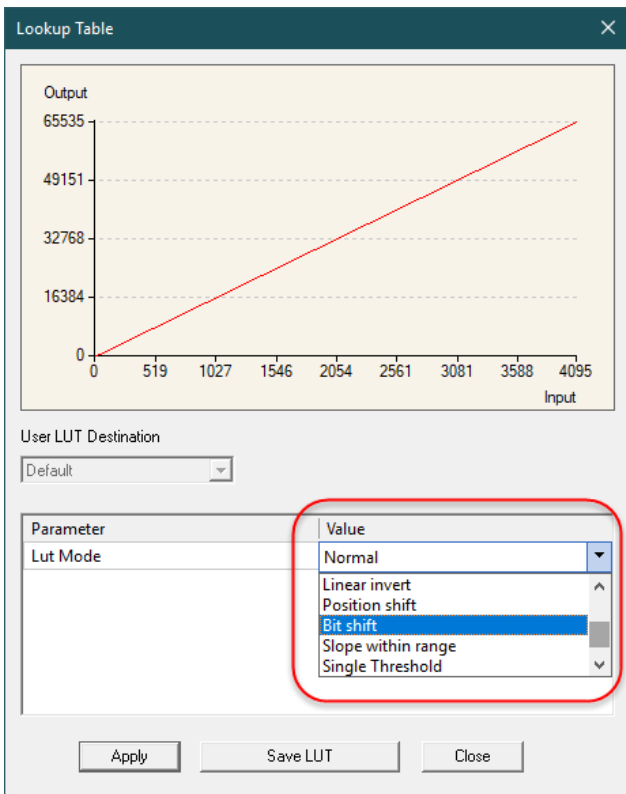 Lookup Table
Output
65535
49151
32768
16384
0
0 519 1027 1546 2054 2561 3081 3588 4095
Input
User LUT Destination
Default
Parameter Value
Lut Mode Normal
Linear invert
Position shift
Bit shift
Slope within range
Single Threshold
Apply Save LUT Close